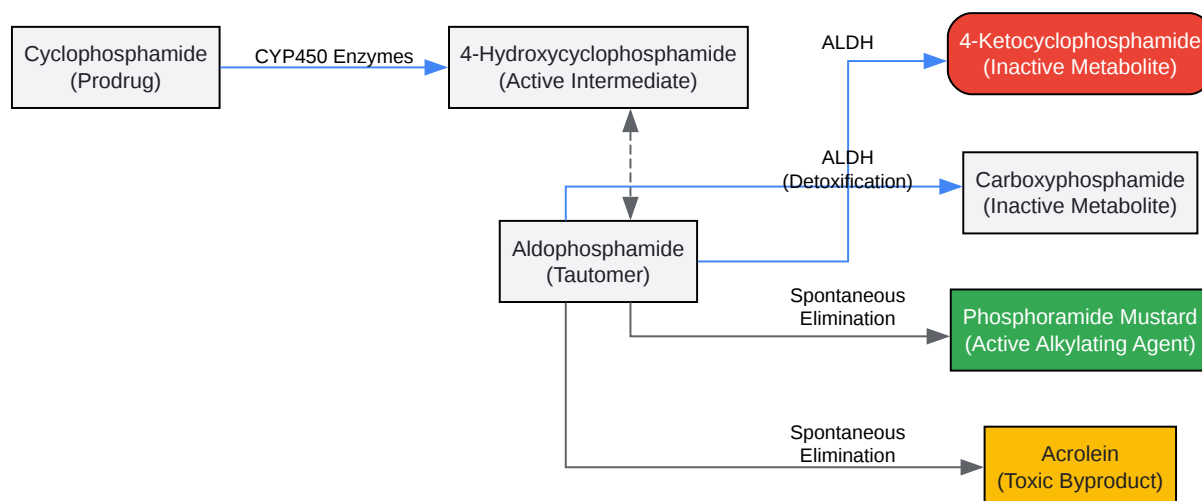 Cyclophosphamide
(Prodrug)
CYP450 Enzymes
4-Hydroxycyclophosphamide
(Active Intermediate)
ALDH
4-Ketocyclophosphamide
(Inactive Metabolite)
ALDH
(Detoxification)
Carboxyphosphamide
(Inactive Metabolite)
Aldophosphamide
(Tautomer)
Spontaneous
Elimination
Phosphoramide Mustard
(Active Alkylating Agent)
Spontaneous
Elimination
Acrolein
(Toxic Byproduct)